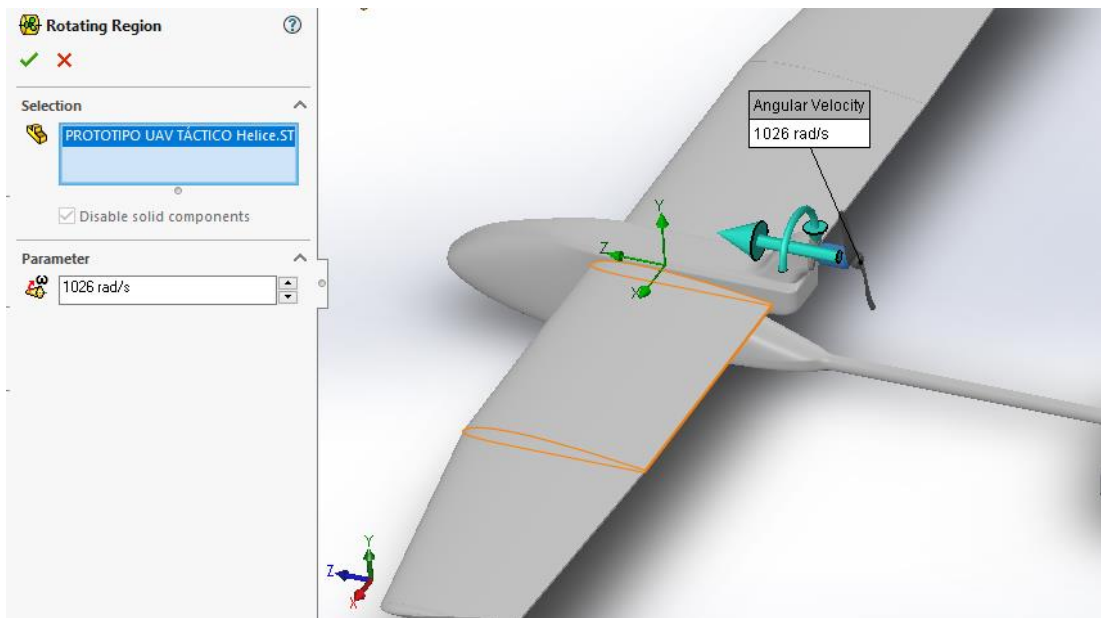 Rotating Region
Selection
PROTOTIPO UAV TÁCTICO Helice.ST
Disable solid components
Parameter
1026 rad/s
Angular Velocity
1026 rad/s
Y
Z
X
Y
Z
X